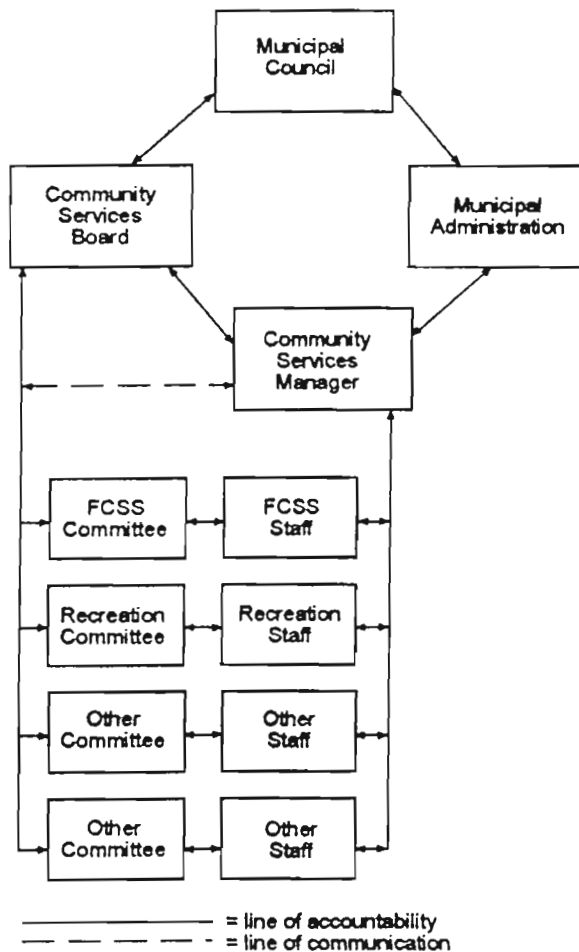 Municipal
Council
Community
Services
Board
Municipal
Administration
Community
Services
Manager
FCSS
Committee
FCSS
Staff
Recreation
Committee
Recreation
Staff
Other
Committee
Other
Staff
Other
Committee
Other
Staff
= line of accountability
= line of communication